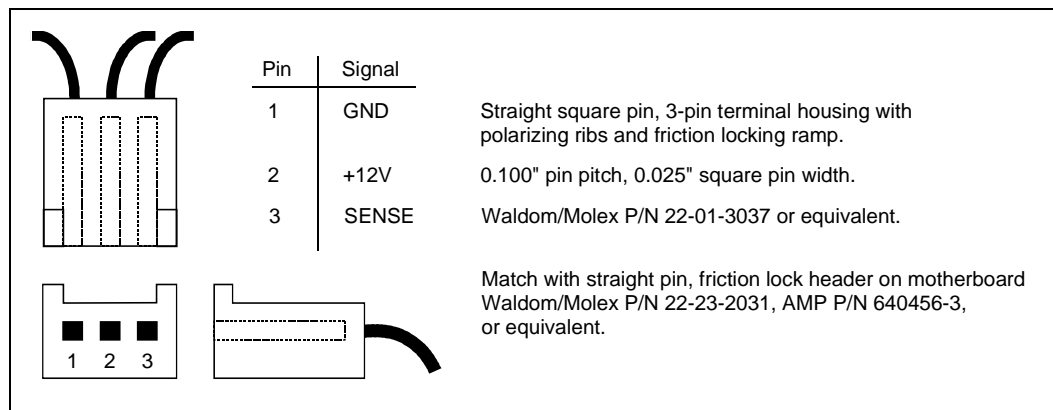 Pin Signal
1 GND Straight square pin, 3-pin terminal housing with
polarizing ribs and friction locking ramp.
2 +12V 0.100" pin pitch, 0.025" square pin width.
3 SENSE Waldom/Molex P/N 22-01-3037 or equivalent.
Match with straight pin, friction lock header on motherboard
Waldom/Molex P/N 22-23-2031, AMP P/N 640456-3,
or equivalent.
1 2 3